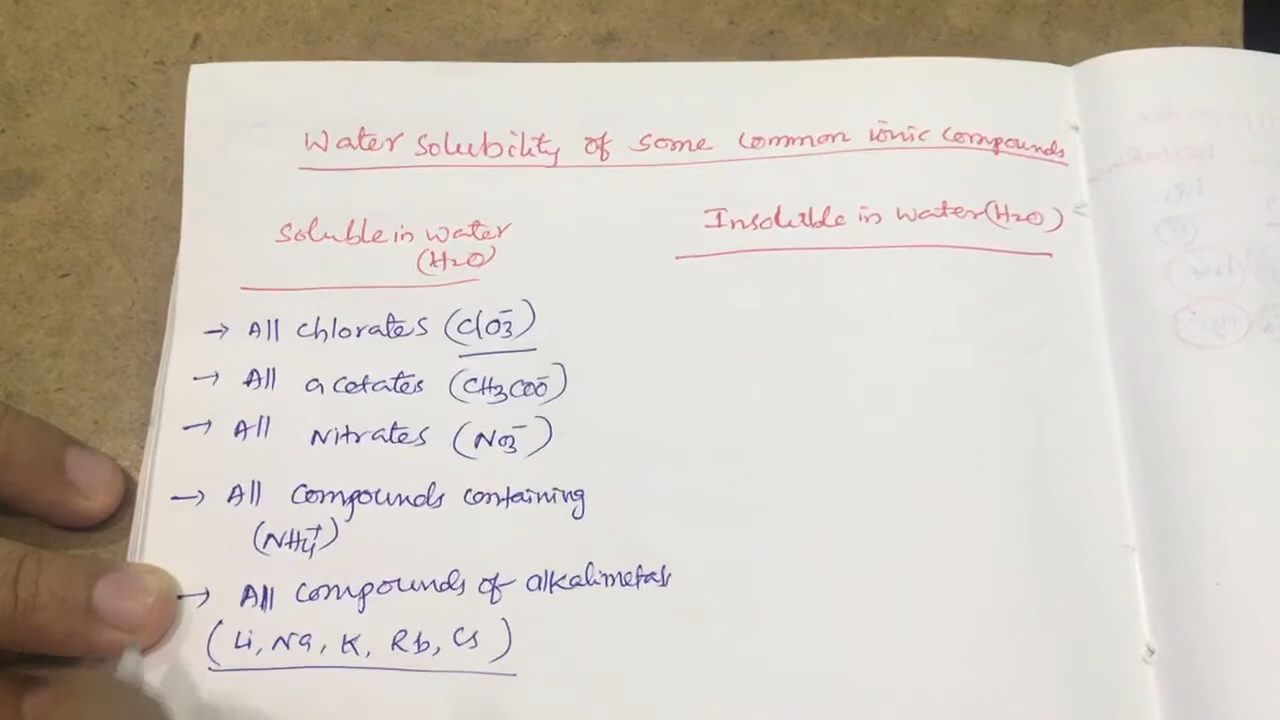 Water solubility of some common ionic compounds
Soluble in water
(H2O)
Insoluble in water (H2O)
→ All chlorates (ClO3⁻)
→ All acetates (CH3COO⁻)
→ All Nitrates (NO3⁻)
→ All compounds containing
(NH4⁺)
→ All compounds of alkalimetals
(Li, Na, K, Rb, Cs)